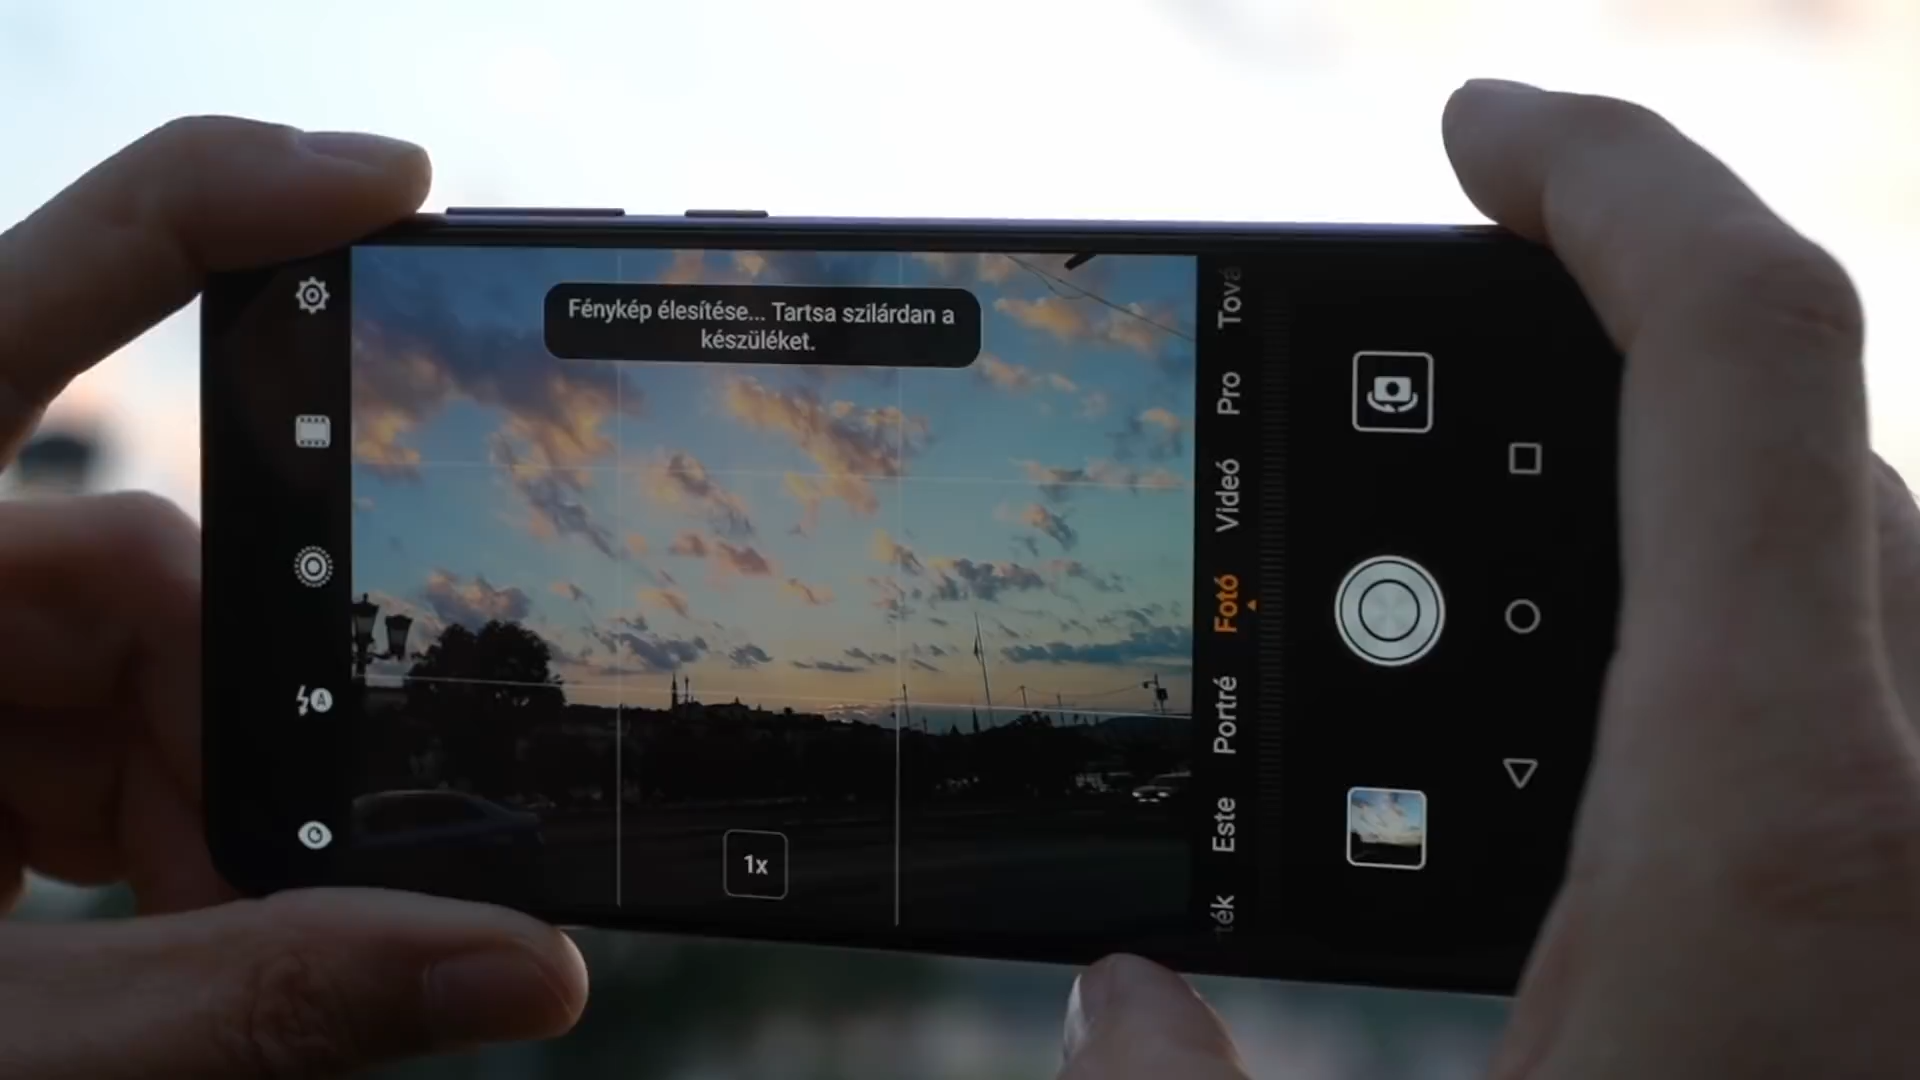 Fénykép élesítése... Tartsa szilárdan a
készüléket.
Tová
Pro
Videó
Fotó
Portré
Este
ték
1x
A